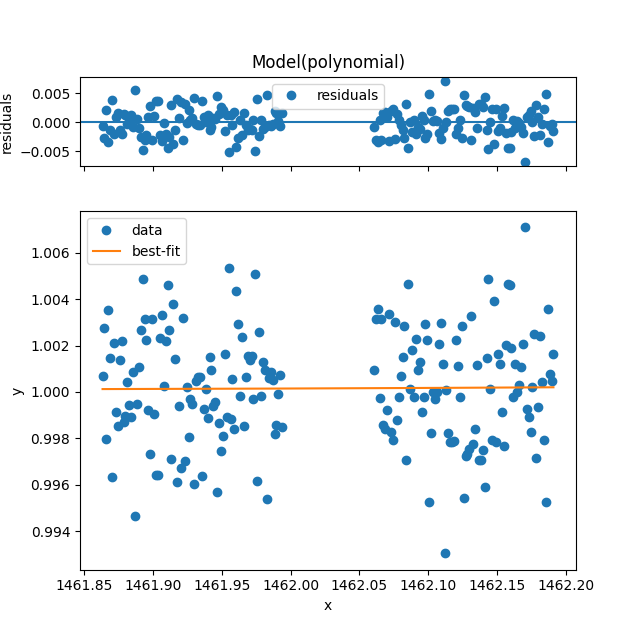 Model(polynomial)
residuals
0.005
0.000
−0.005
residuals
data
best-fit
y
1.006
1.004
1.002
1.000
0.998
0.996
0.994
1461.85 1461.90 1461.95 1462.00 1462.05 1462.10 1462.15 1462.20
x